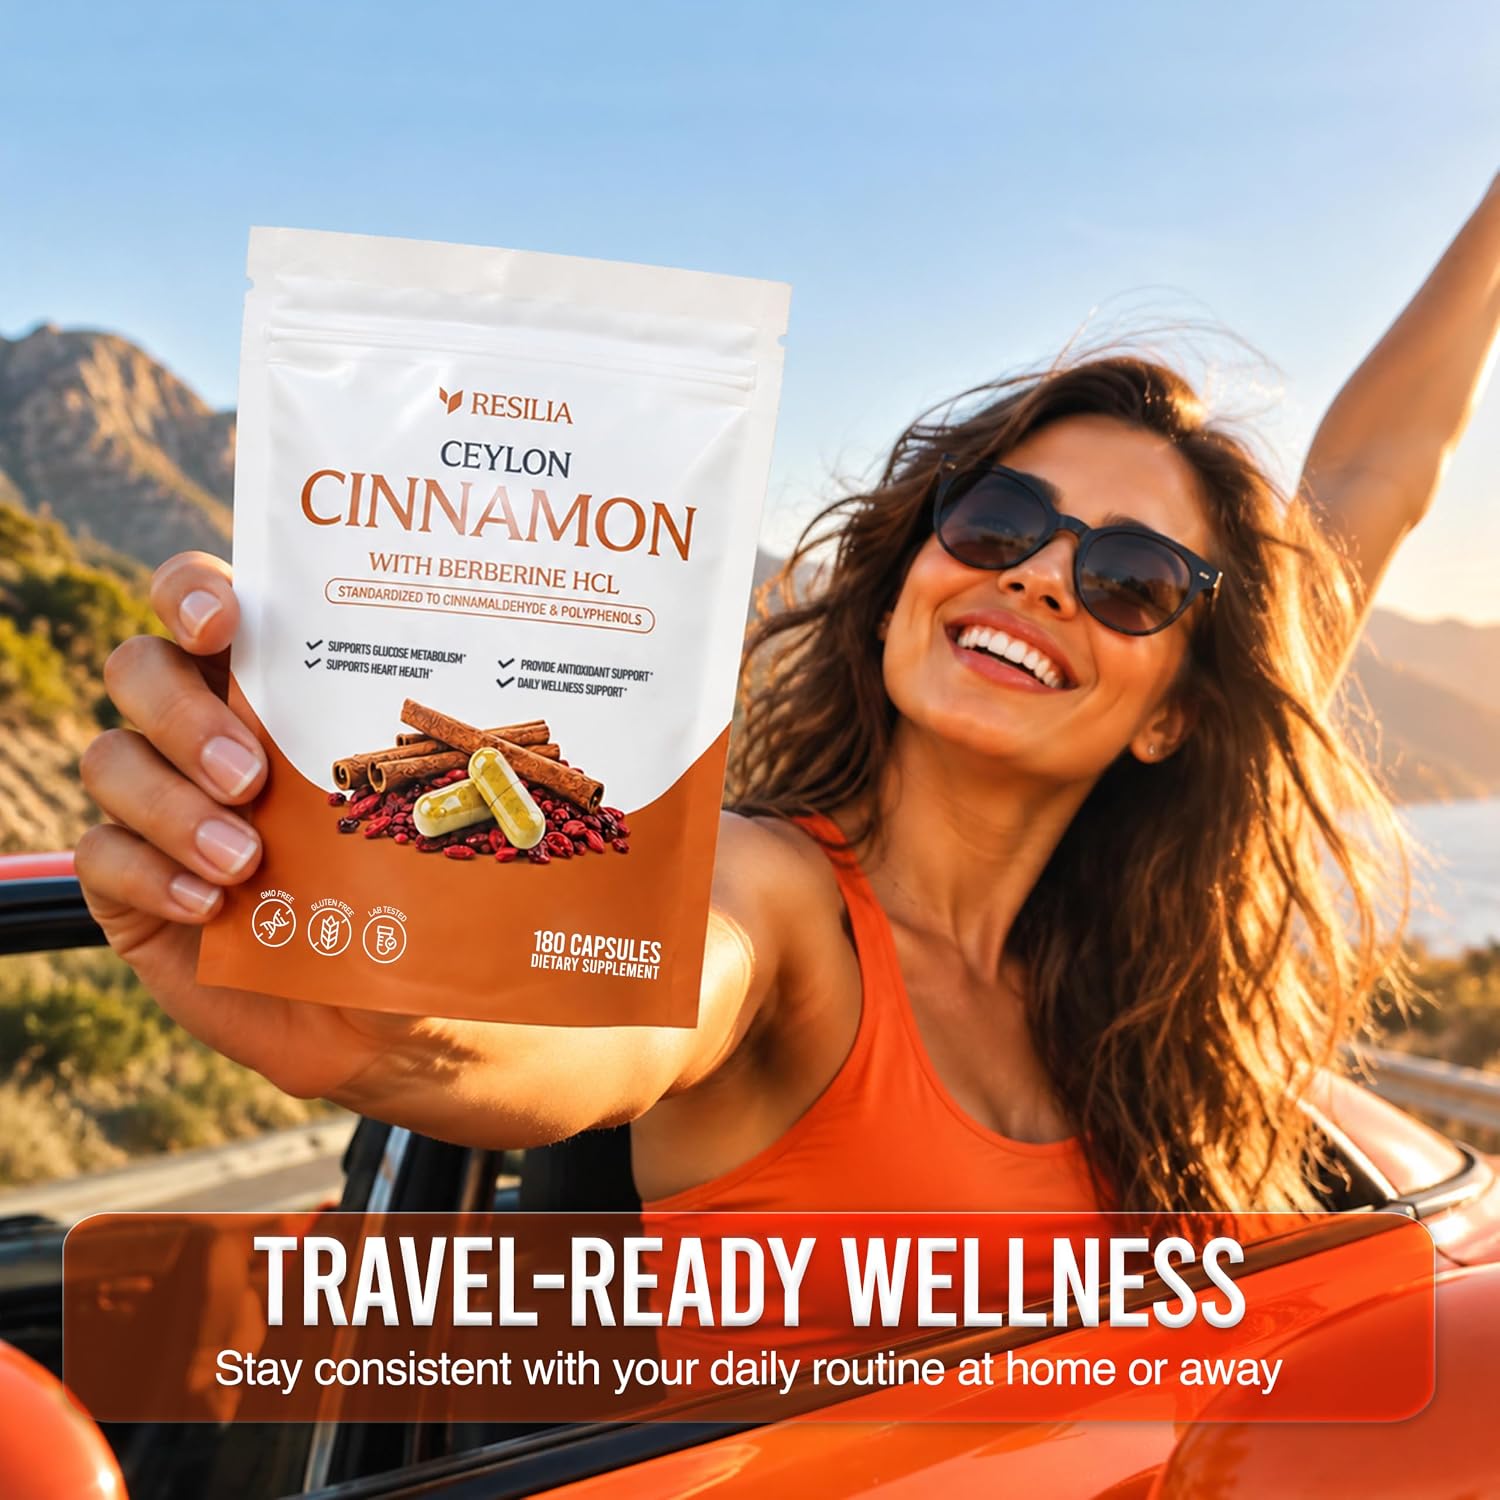 RESILIA
CEYLON
CINNAMON
WITH BERBERINE HCL
STANDARDIZED TO CINNAMALDEHYDE & POLYPHENOLS
SUPPORTS GLUCOSE METABOLISM*
SUPPORTS HEART HEALTH*
PROVIDE ANTIOXIDANT SUPPORT*
DAILY WELLNESS SUPPORT*
GMO FREE
GLUTEN FREE
LAB TESTED
180 CAPSULES
DIETARY SUPPLEMENT
TRAVEL-READY WELLNESS
Stay consistent with your daily routine at home or away